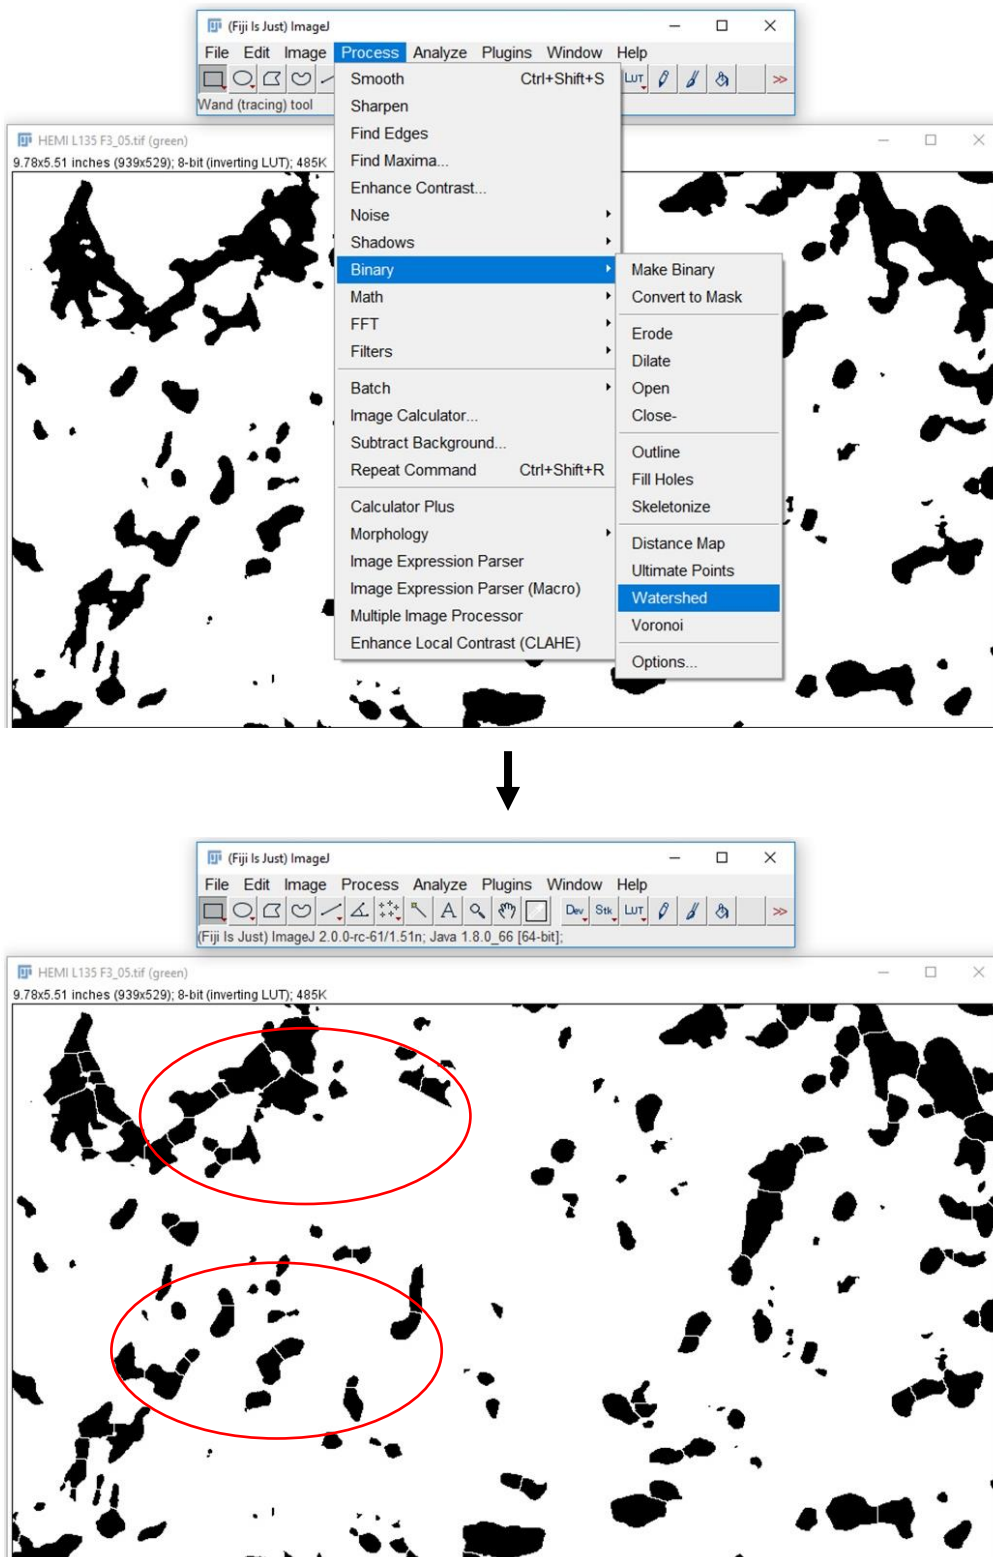 (Fiji Is Just) ImageJ
File Edit Image Process Analyze Plugins Window Help
LUT
Wand (tracing) tool
Smooth Ctrl+Shift+S
Sharpen
Find Edges
Find Maxima...
Enhance Contrast...
Noise
Shadows
Binary
Math
FFT
Filters
Batch
Image Calculator...
Subtract Background...
Repeat Command Ctrl+Shift+R
Calculator Plus
Morphology
Image Expression Parser
Image Expression Parser (Macro)
Multiple Image Processor
Enhance Local Contrast (CLAHE)
Make Binary
Convert to Mask
Erode
Dilate
Open
Close-
Outline
Fill Holes
Skeletonize
Distance Map
Ultimate Points
Watershed
Voronoi
Options...
HEMI L135 F3_05.tif (green)
9.78x5.51 inches (939x529); 8-bit (inverting LUT); 485K
(Fiji Is Just) ImageJ
File Edit Image Process Analyze Plugins Window Help
A Dev Stk LUT
(Fiji Is Just) ImageJ 2.0.0-rc-61/1.51n; Java 1.8.0_66 [64-bit];
HEMI L135 F3_05.tif (green)
9.78x5.51 inches (939x529); 8-bit (inverting LUT); 485K